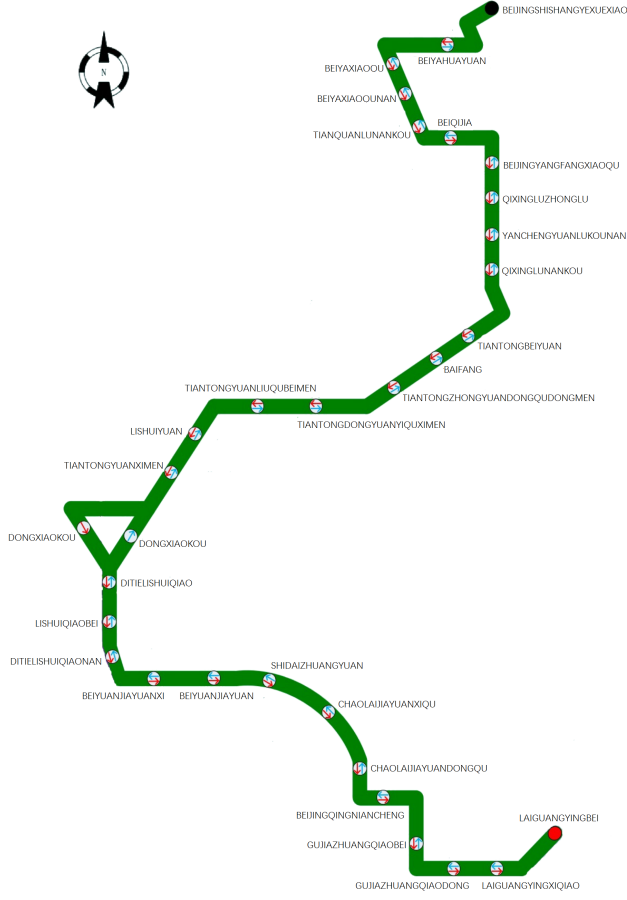 BEIJINGSHISHANGYEXUEXIAO
BEIYAHUAYUAN
BEIYAXIAOOU
BEIYAXIAOOUNAN
BEIQIJIA
TIANQUANLUNANKOU
BEIJINGYANGFANGXIAOQU
QIXINGLUZHONGLU
YANCHENGYUANLUKOUNAN
QIXINGLUNANKOU
TIANTONGBEIYUAN
BAIFANG
TIANTONGZHONGYUANDONGQUDONGMEN
TIANTONGYUANLIUQUBEIMEN
TIANTONGDONGYUANYIQUXIMEN
LISHUIYUAN
TIANTONGYUANXIMEN
DONGXIAOKOU
DONGXIAOKOU
DITIELISHUIQIAO
LISHUIQIAOBEI
DITIELISHUIQIAONAN
BEIYUANJIAYUANXI
BEIYUANJIAYUAN
SHIDAIZHUANGYUAN
CHAOLAIJIAYUANXIQU
CHAOLAIJIAYUANDONGQU
BEIJINGQINGNIANCHENG
GUJIAZHUANGQIAOBEI
GUJIAZHUANGQIAODONG
LAIGUANGYINGXIQIAO
LAIGUANGYINGBEI
N